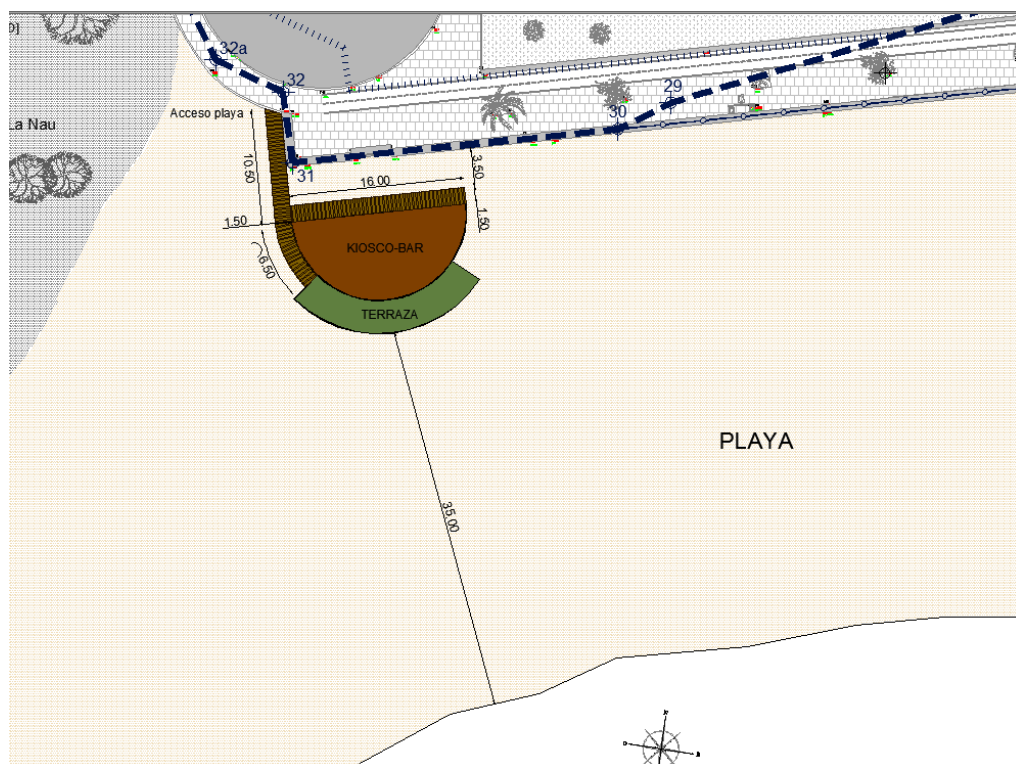 O]
32a
32
29
30
Acceso playa
La Nau
31
10.50
3.50
16.00
1.50
1.50
KIOSCO-BAR
6.50
TERRAZA
PLAYA
35.00